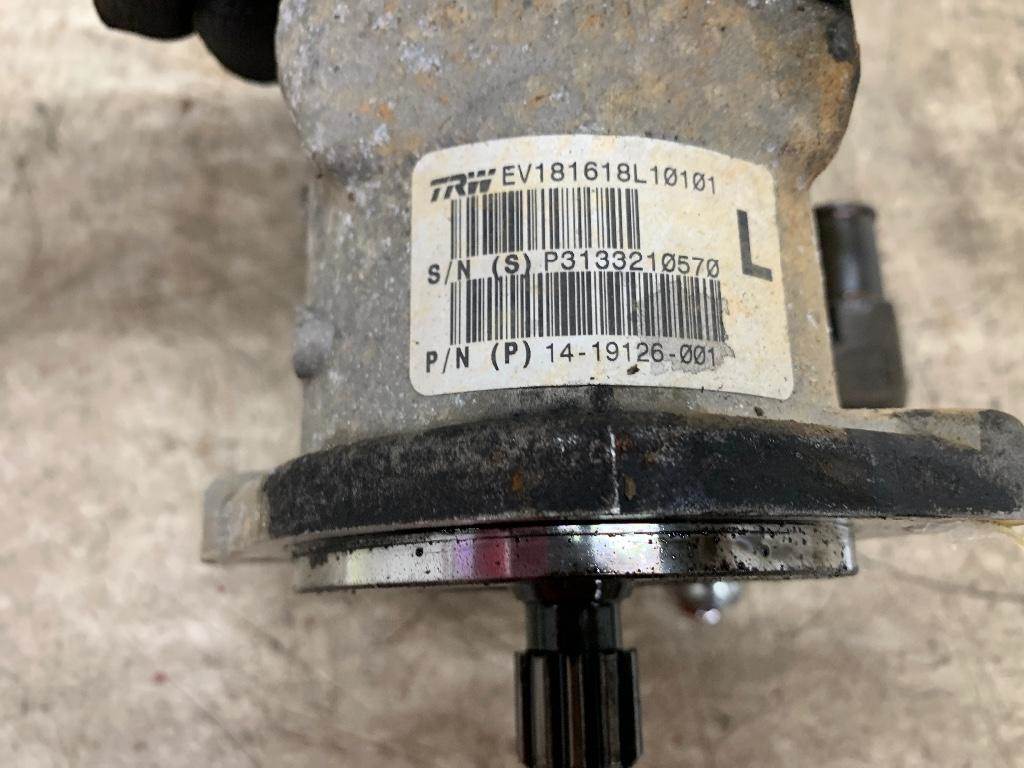 TRW EV181618L10101
L
S/N (S) P3133210570
P/N (P) 14-19126-001